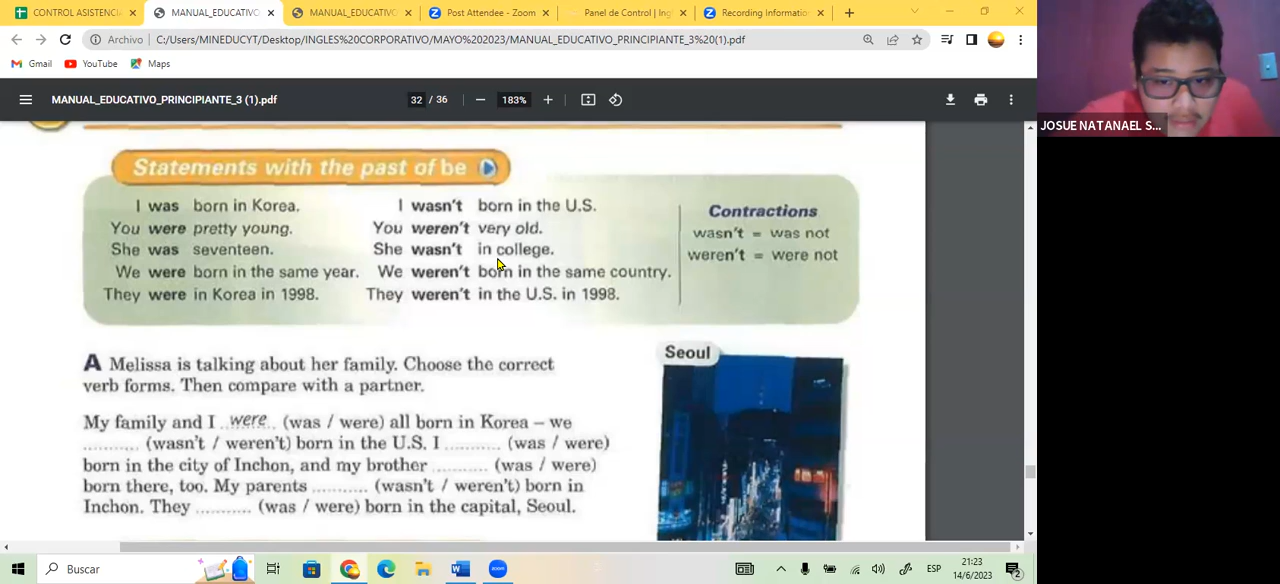 CONTROL ASISTENCIA
MANUAL_EDUCATIVO
MANUAL_EDUCATIVO
Post Attendee - Zoom
Panel de Control | Ing
Recording Informatio
Archivo
C:/Users/MINEDUCYT/Desktop/INGLES%20CORPORATIVO/MAYO%202023/MANUAL_EDUCATIVO_PRINCIPIANTE_3%20(1).pdf
Gmail
YouTube
Maps
MANUAL_EDUCATIVO_PRINCIPIANTE_3 (1).pdf
32 / 36
183%
JOSUE NATANAEL S...
Statements with the past of be
I was born in Korea.
You were pretty young.
She was seventeen.
We were born in the same year.
They were in Korea in 1998.
I wasn't born in the U.S.
You weren't very old.
She wasn't in college.
We weren't born in the same country.
They weren't in the U.S. in 1998.
Contractions
wasn't = was not
weren't = were not
A Melissa is talking about her family. Choose the correct
verb forms. Then compare with a partner.
My family and I ..were.. (was / were) all born in Korea – we
.......... (wasn't / weren't) born in the U.S. I .......... (was / were)
born in the city of Inchon, and my brother .......... (was / were)
born there, too. My parents .......... (wasn't / weren't) born in
Inchon. They .......... (was / were) born in the capital, Seoul.
Seoul
Buscar
ESP
21:23
14/6/2023
2